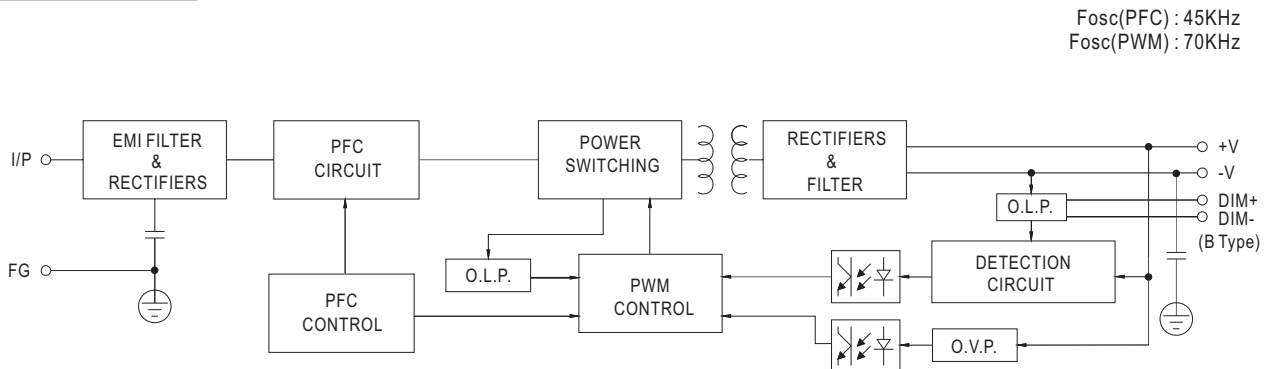 Fosc(PFC) : 45KHz
Fosc(PWM) : 70KHz
I/P
EMI FILTER
&
RECTIFIERS
PFC
CIRCUIT
POWER
SWITCHING
RECTIFIERS
&
FILTER
+V
-V
O.L.P.
DIM+
DIM-
(B Type)
FG
O.L.P.
PFC
CONTROL
PWM
CONTROL
DETECTION
CIRCUIT
O.V.P.